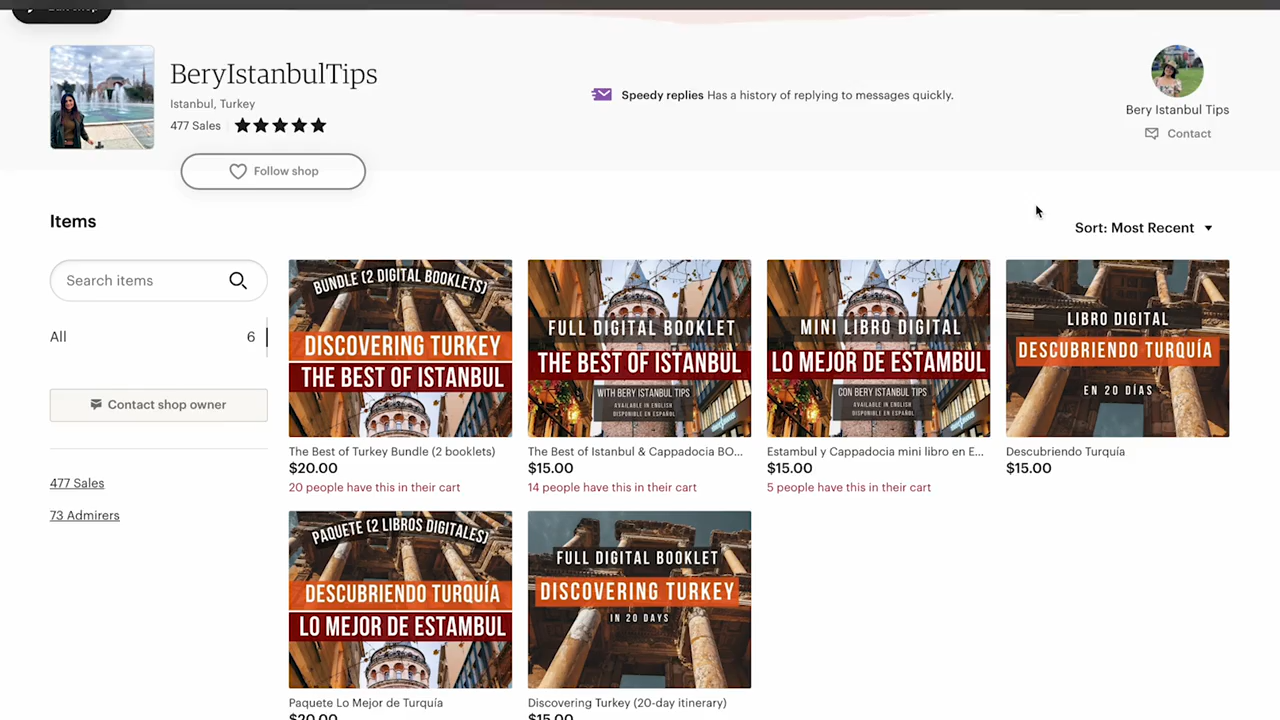 Edit shop
BeryIstanbulTips
Istanbul, Turkey
477 Sales
Follow shop
Speedy replies Has a history of replying to messages quickly.
Bery Istanbul Tips
Contact
Items
Sort: Most Recent
Search items
All 6
Contact shop owner
477 Sales
73 Admirers
BUNDLE (2 DIGITAL BOOKLETS)
DISCOVERING TURKEY
THE BEST OF ISTANBUL
The Best of Turkey Bundle (2 booklets)
$20.00
20 people have this in their cart
FULL DIGITAL BOOKLET
THE BEST OF ISTANBUL
WITH BERY ISTANBUL TIPS
AVAILABLE IN ENGLISH
DISPONIBLE EN ESPAÑOL
The Best of Istanbul & Cappadocia BO...
$15.00
14 people have this in their cart
MINI LIBRO DIGITAL
LO MEJOR DE ESTAMBUL
CON BERY ISTANBUL TIPS
AVAILABLE IN ENGLISH
DISPONIBLE EN ESPAÑOL
Estambul y Cappadocia mini libro en E...
$15.00
5 people have this in their cart
LIBRO DIGITAL
DESCUBRIENDO TURQUÍA
EN 20 DÍAS
Descubriendo Turquía
$15.00
PAQUETE (2 LIBROS DIGITALES)
DESCUBRIENDO TURQUÍA
LO MEJOR DE ESTAMBUL
Paquete Lo Mejor de Turquía
$20.00
FULL DIGITAL BOOKLET
DISCOVERING TURKEY
IN 20 DAYS
Discovering Turkey (20-day itinerary)
$15.00